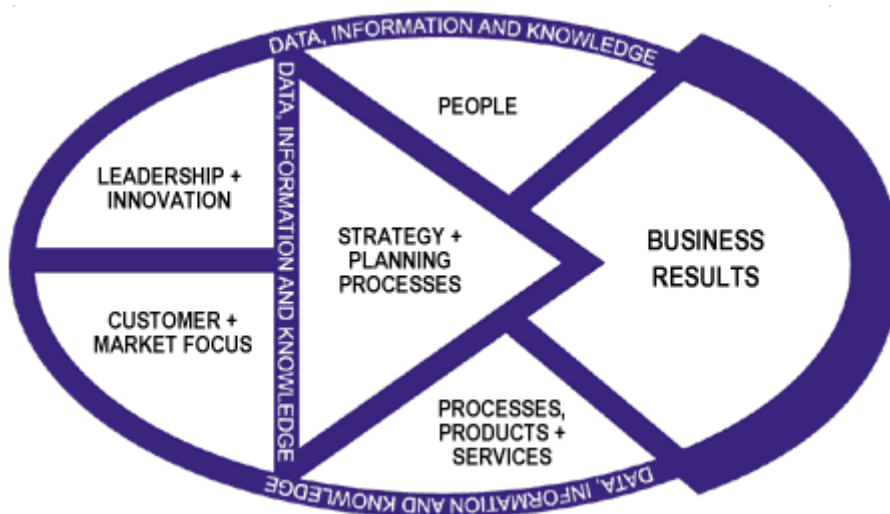 DATA, INFORMATION AND KNOWLEDGE
PEOPLE
DATA, INFORMATION AND KNOWLEDGE
LEADERSHIP +
INNOVATION
STRATEGY +
PLANNING
PROCESSES
BUSINESS
RESULTS
CUSTOMER +
MARKET FOCUS
PROCESSES,
PRODUCTS +
SERVICES
DATA, INFORMATION AND KNOWLEDGE